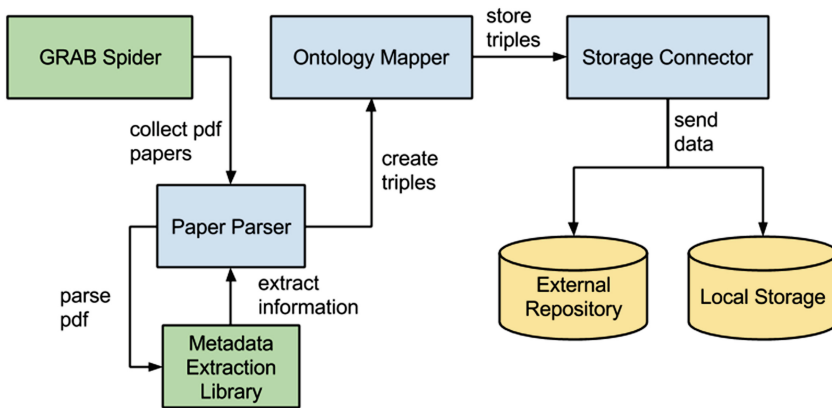 GRAB Spider
Ontology Mapper
store
triples
Storage Connector
collect pdf
papers
create
triples
send
data
Paper Parser
parse
pdf
extract
information
Metadata
Extraction
Library
External
Repository
Local Storage